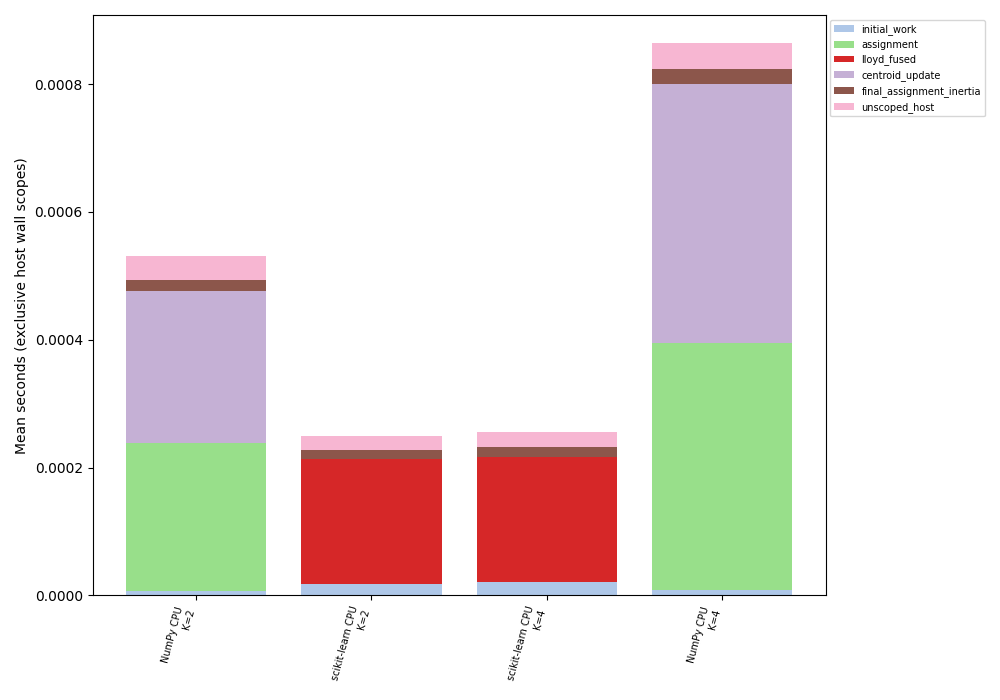 initial_work
assignment
lloyd_fused
centroid_update
final_assignment_inertia
unscoped_host
Mean seconds (exclusive host wall scopes)
0.0008
0.0006
0.0004
0.0002
0.0000
NumPy CPU
K=2
scikit-learn CPU
K=2
scikit-learn CPU
K=4
NumPy CPU
K=4